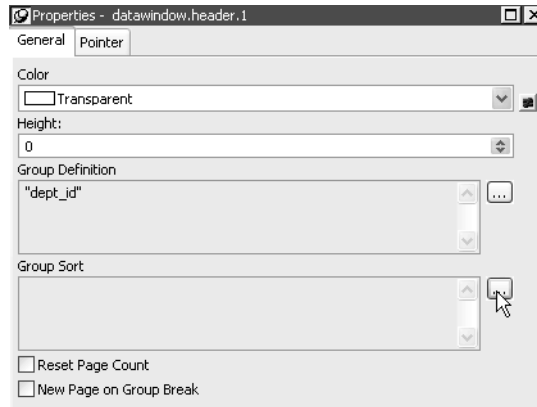 Properties - datawindow.header.1
General Pointer
Color
Transparent
Height:
0
Group Definition
"dept_id"
...
Group Sort
...
Reset Page Count
New Page on Group Break